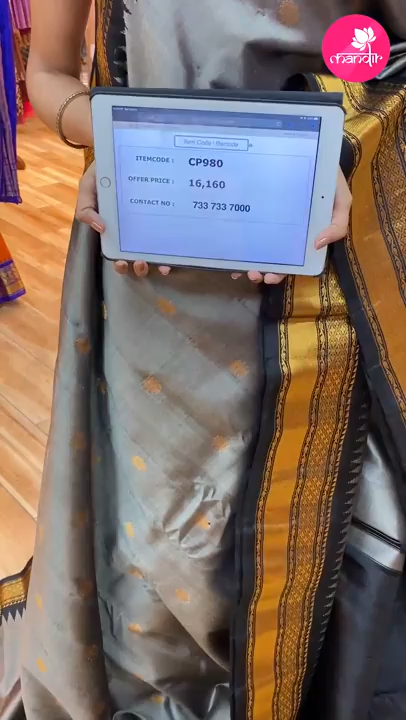 mandir
Item Code / Barcode
ITEMCODE : CP980
OFFER PRICE : 16,160
CONTACT NO : 733 733 7000